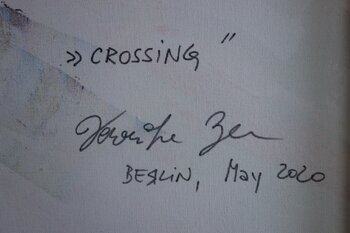 » CROSSING "
BERLIN, May 2020